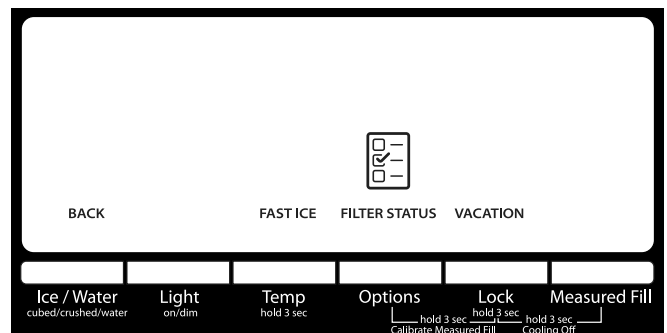 BACK FAST ICE FILTER STATUS VACATION
Ice / Water Light Temp Options Lock Measured Fill
cubed/crushed/water on/dim hold 3 sec hold 3 sec
hold 3 sec hold 3 sec
Calibrate Measured Fill Cooling Off